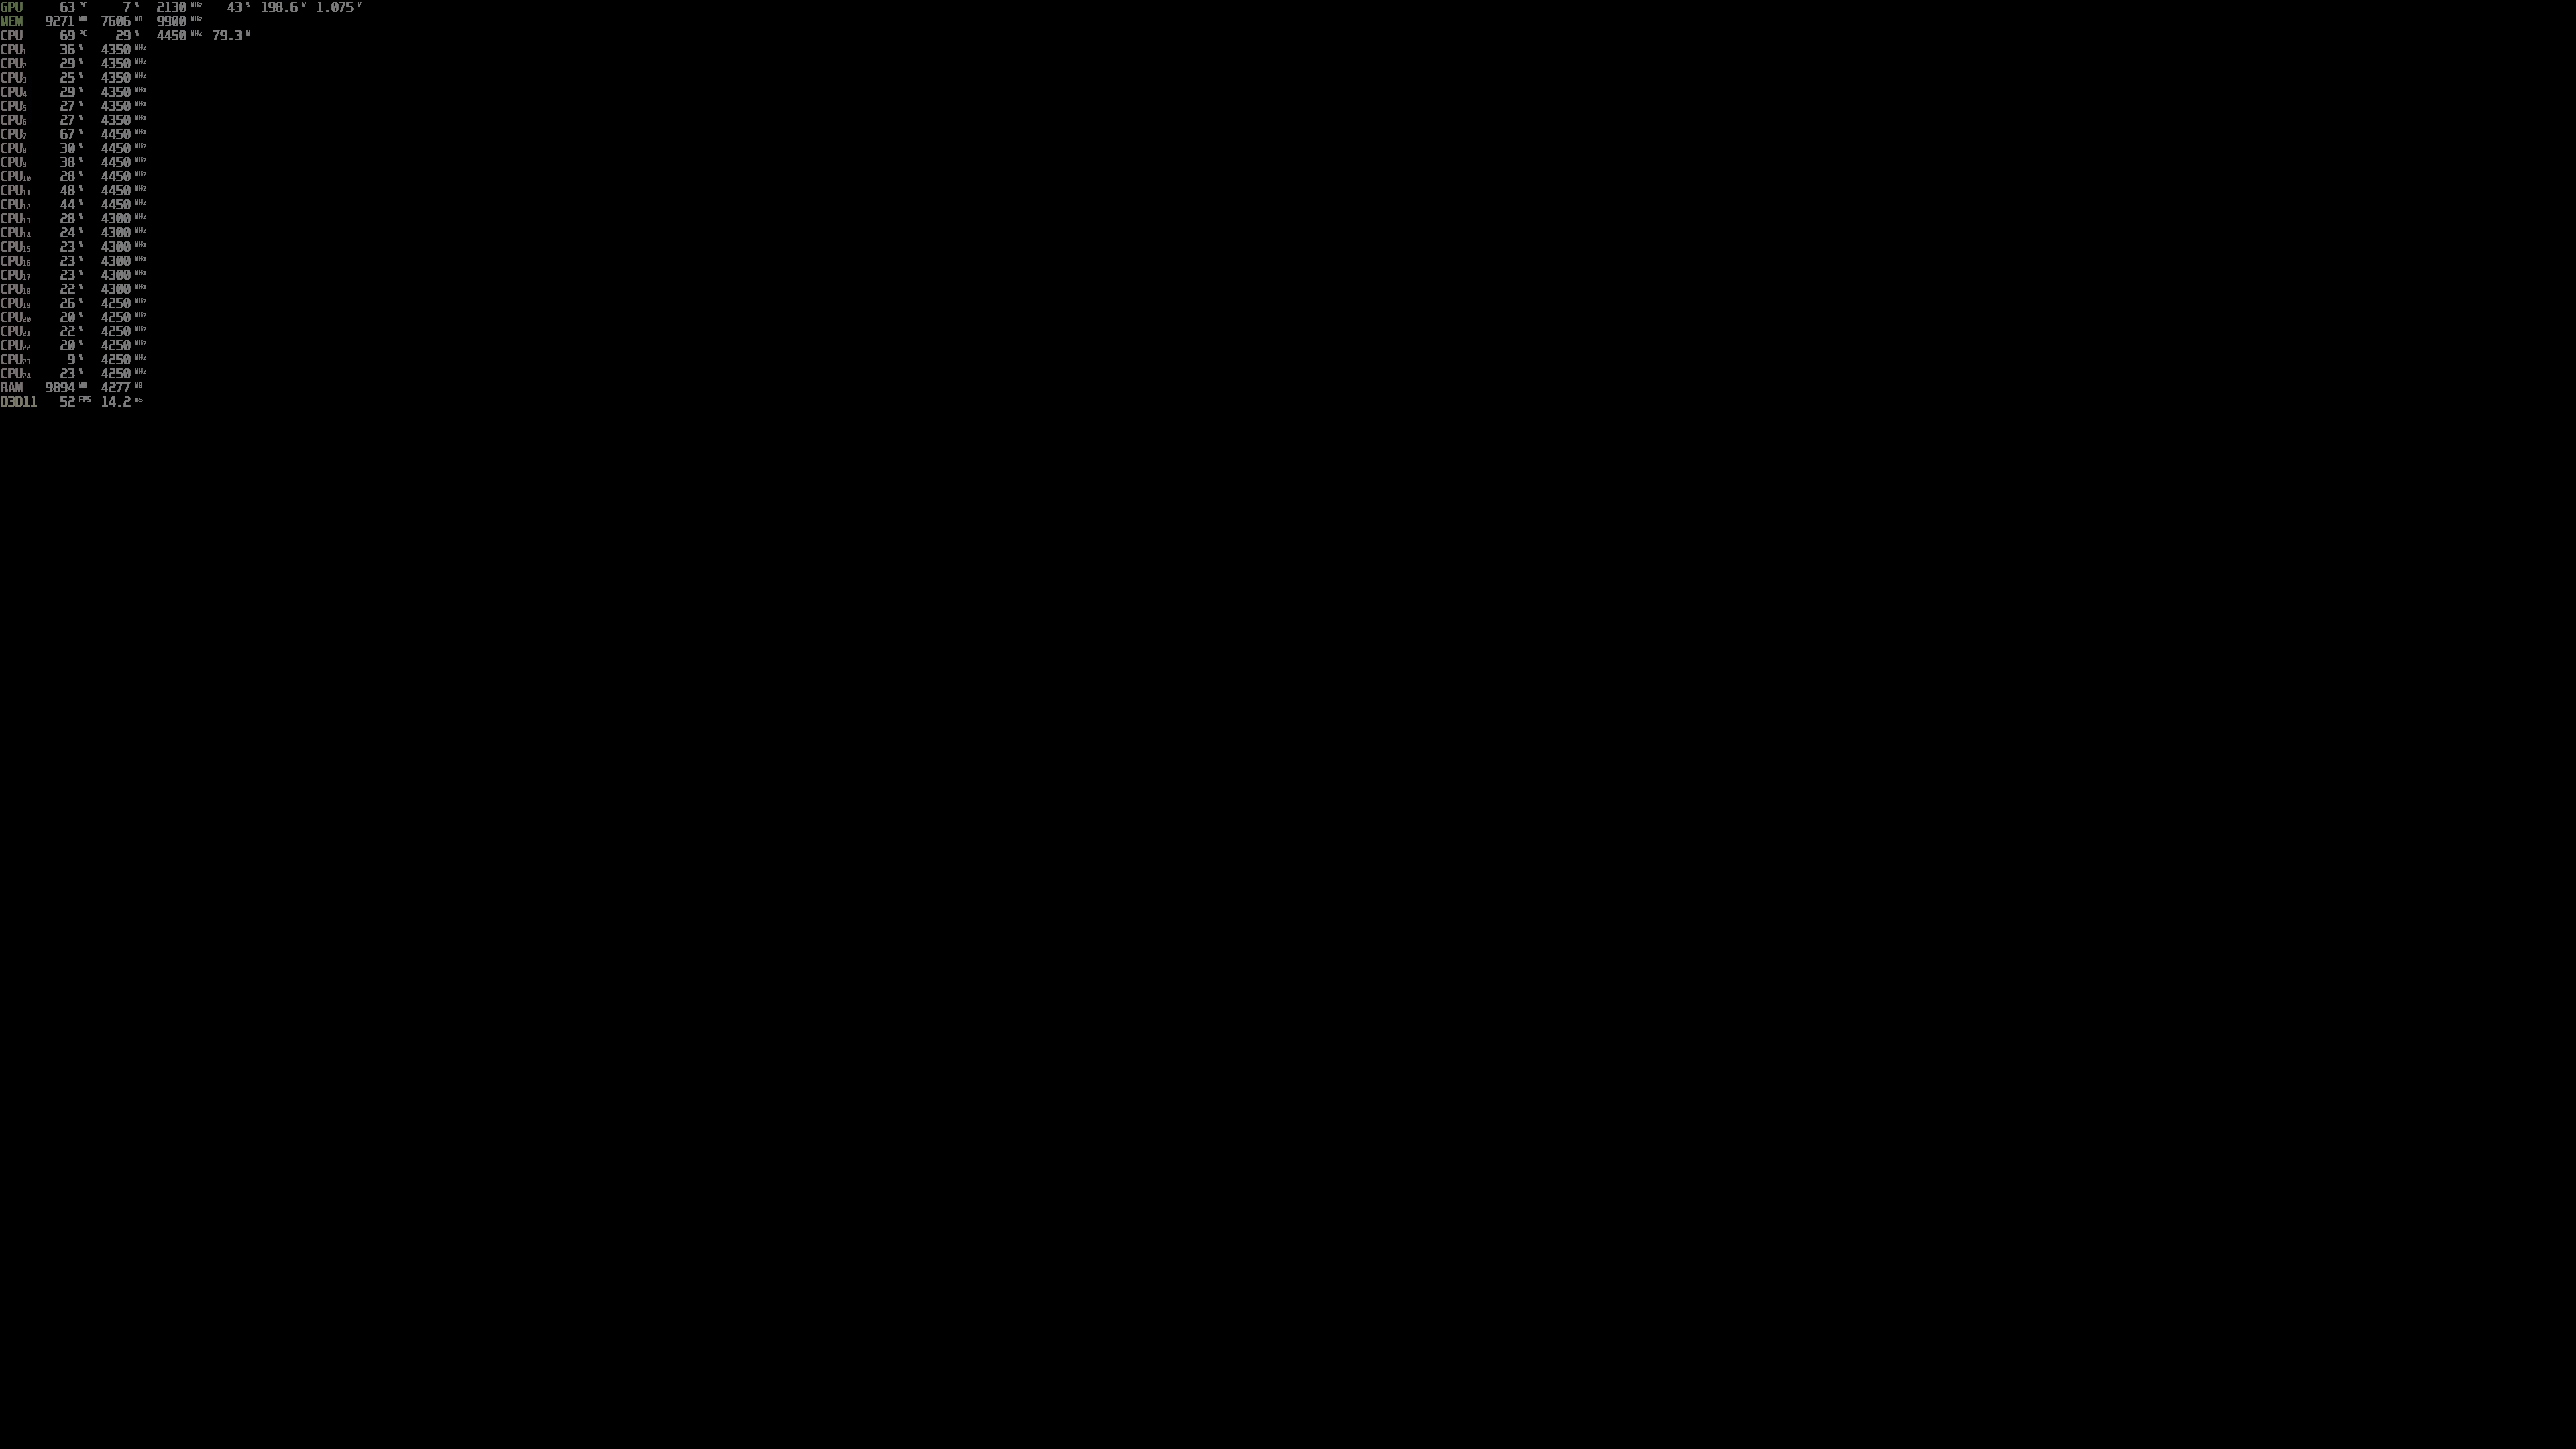 GPU 63 °C 7 % 2130 MHz 43 % 198.6 W 1.075 V
MEM 9271 MB 7606 MB 9900 MHz
CPU 69 °C 29 % 4450 MHz 79.3 W
CPU1 36 % 4350 MHz
CPU2 29 % 4350 MHz
CPU3 25 % 4350 MHz
CPU4 29 % 4350 MHz
CPU5 27 % 4350 MHz
CPU6 27 % 4350 MHz
CPU7 67 % 4450 MHz
CPU8 30 % 4450 MHz
CPU9 38 % 4450 MHz
CPU10 28 % 4450 MHz
CPU11 48 % 4450 MHz
CPU12 44 % 4450 MHz
CPU13 28 % 4300 MHz
CPU14 24 % 4300 MHz
CPU15 23 % 4300 MHz
CPU16 23 % 4300 MHz
CPU17 23 % 4300 MHz
CPU18 22 % 4300 MHz
CPU19 26 % 4250 MHz
CPU20 20 % 4250 MHz
CPU21 22 % 4250 MHz
CPU22 20 % 4250 MHz
CPU23 9 % 4250 MHz
CPU24 23 % 4250 MHz
RAM 9894 MB 4277 MB
D3D11 52 FPS 14.2 ms